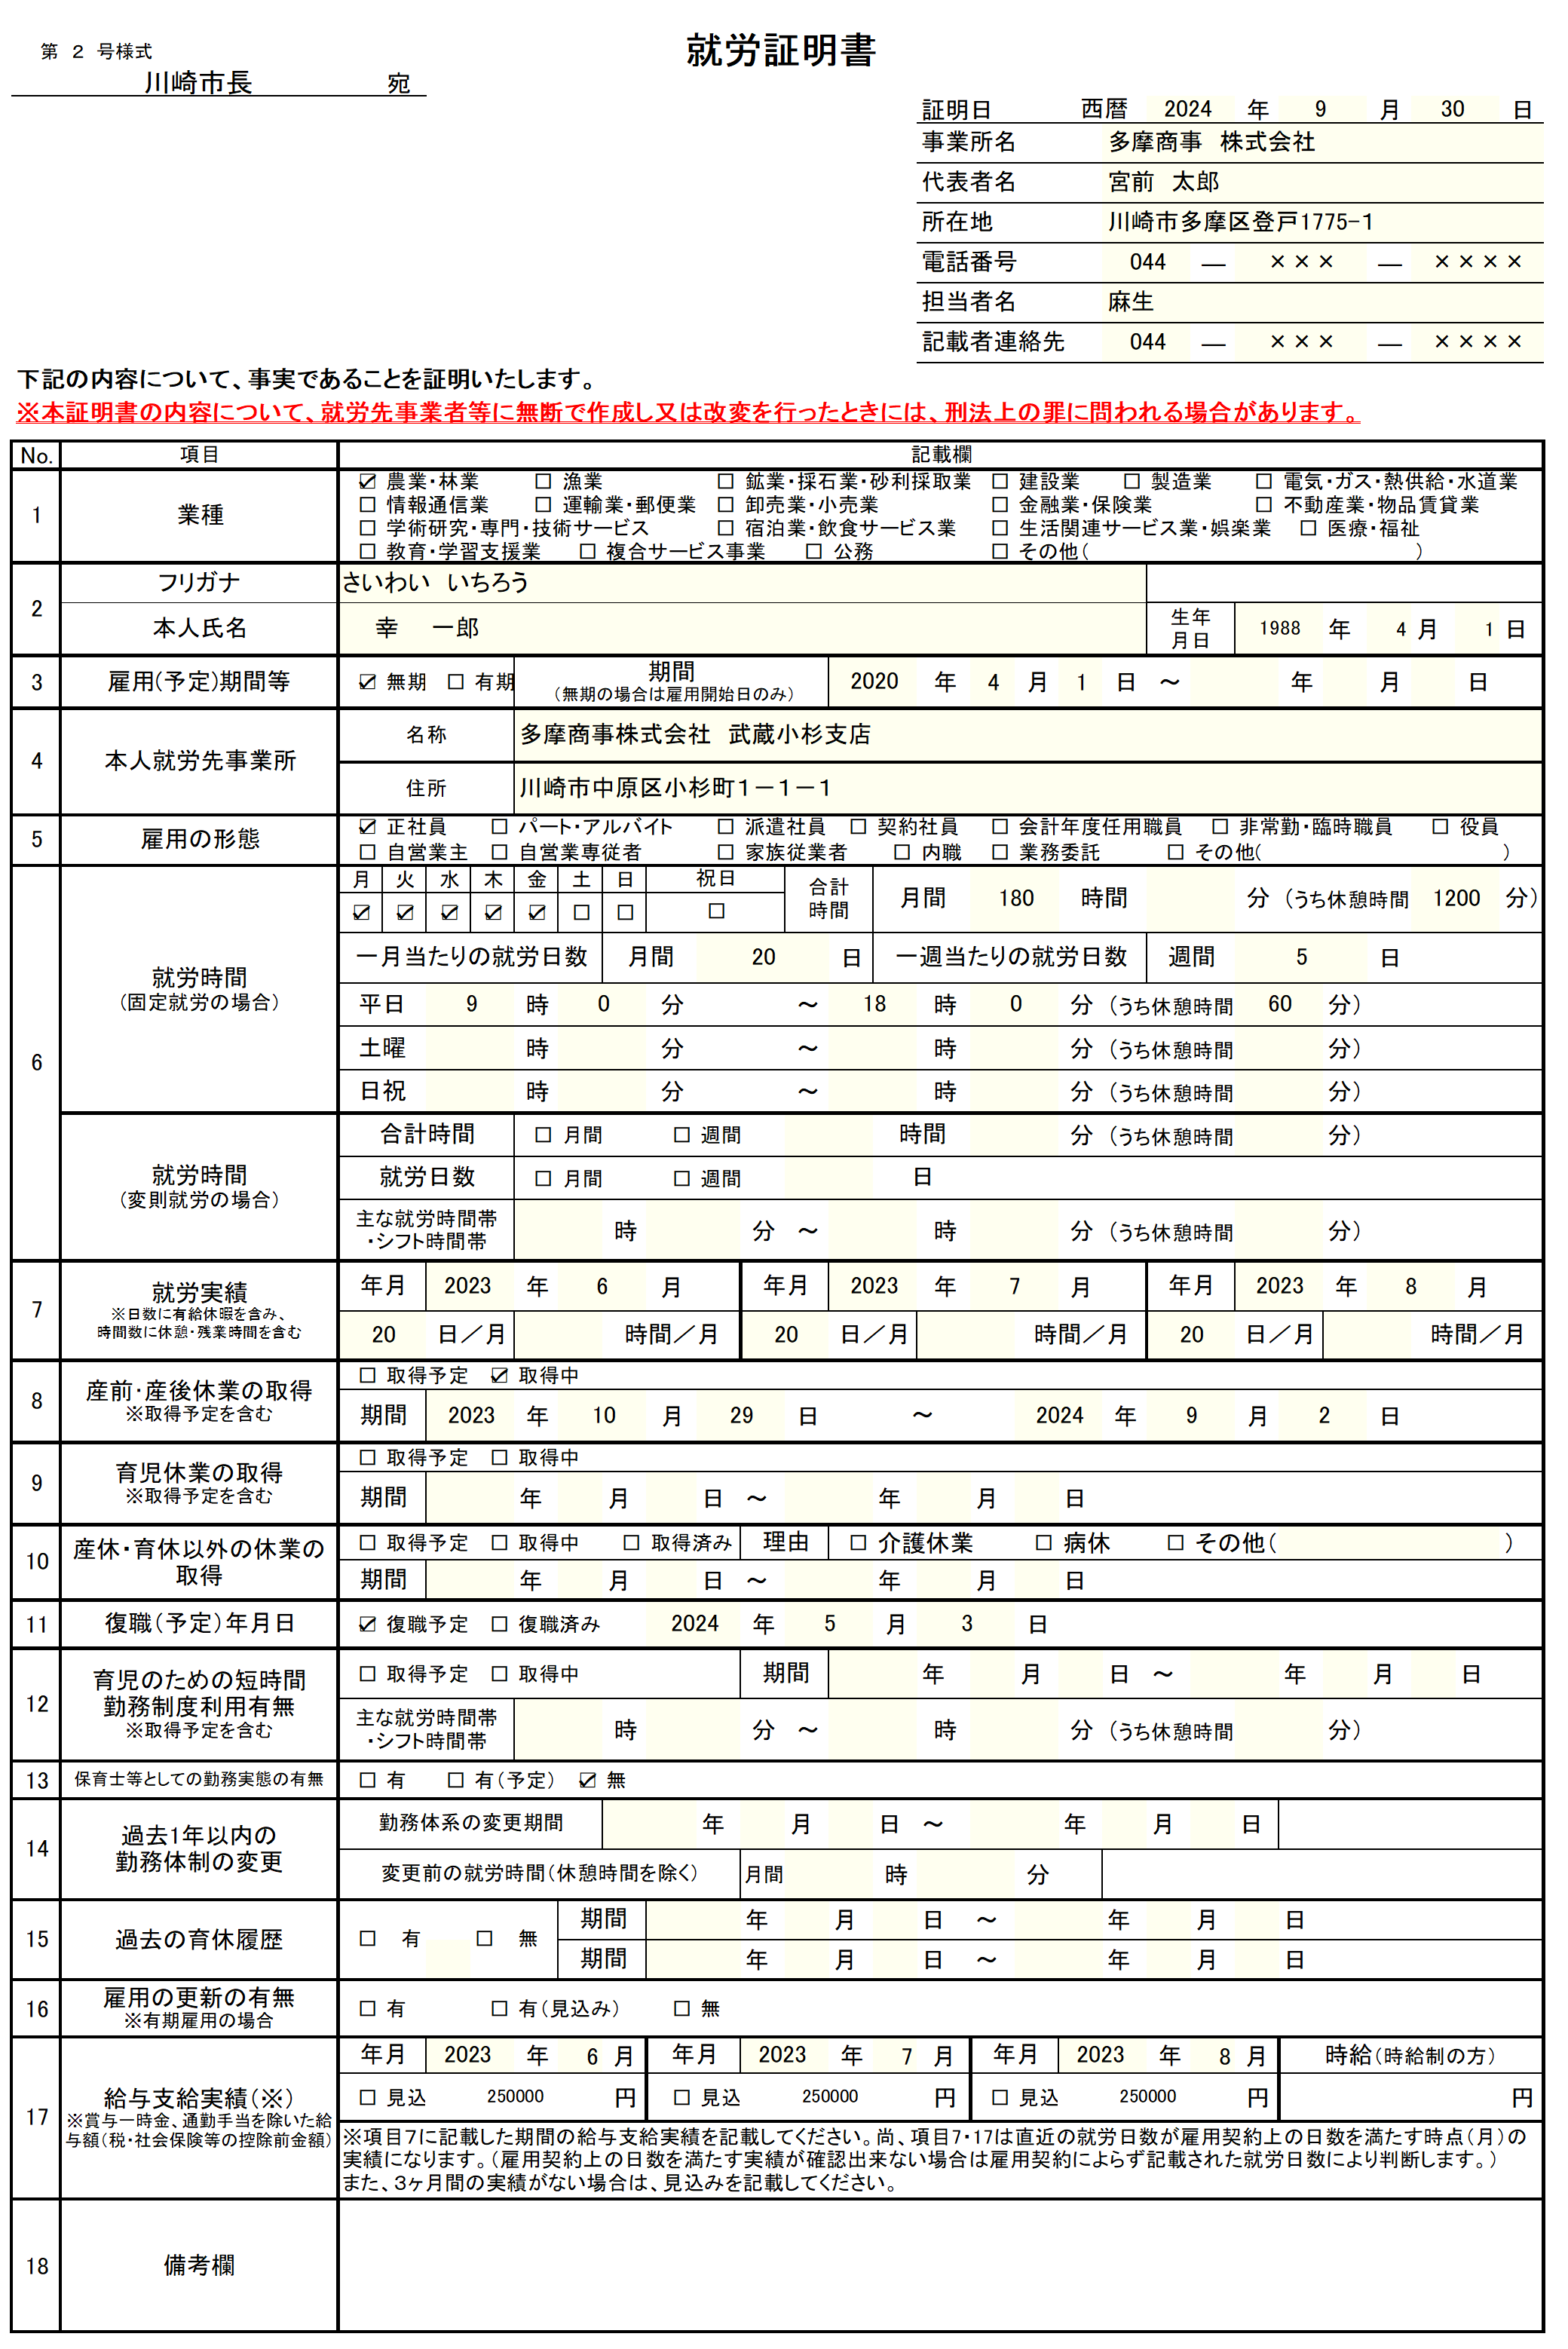 第 2 号様式
就労証明書
川崎市長 宛
証明日 西暦 2024 年 9 月 30 日
事業所名 多摩商事 株式会社
代表者名 宮前 太郎
所在地 川崎市多摩区登戸1775-1
電話番号 044 ― ××× ― ××××
担当者名 麻生
記載者連絡先 044 ― ××× ― ××××
下記の内容について、事実であることを証明いたします。
※本証明書の内容について、就労先事業者等に無断で作成し又は改変を行ったときには、刑法上の罪に問われる場合があります。
No. 項目 記載欄
1 業種
☑ 農業・林業 □ 漁業 □ 鉱業・採石業・砂利採取業 □ 建設業 □ 製造業 □ 電気・ガス・熱供給・水道業
□ 情報通信業 □ 運輸業・郵便業 □ 卸売業・小売業 □ 金融業・保険業 □ 不動産業・物品賃貸業
□ 学術研究・専門・技術サービス □ 宿泊業・飲食サービス業 □ 生活関連サービス業・娯楽業 □ 医療・福祉
□ 教育・学習支援業 □ 複合サービス事業 □ 公務 □ その他( )
2 フリガナ さいわい いちろう
本人氏名 幸 一郎 生年月日 1988 年 4 月 1 日
3 雇用(予定)期間等 ☑ 無期 □ 有期 期間 (無期の場合は雇用開始日のみ) 2020 年 4 月 1 日 ～ 年 月 日
4 本人就労先事業所
名称 多摩商事株式会社 武蔵小杉支店
住所 川崎市中原区小杉町1－1－1
5 雇用の形態
☑ 正社員 □ パート・アルバイト □ 派遣社員 □ 契約社員 □ 会計年度任用職員 □ 非常勤・臨時職員 □ 役員
□ 自営業主 □ 自営業専従者 □ 家族従業者 □ 内職 □ 業務委託 □ その他( )
6 就労時間
(固定就労の場合)
月 火 水 木 金 土 日 祝日 合計時間 月間 180 時間 分 (うち休憩時間 1200 分)
☑ ☑ ☑ ☑ ☑ □ □ □
一月当たりの就労日数 月間 20 日 一週当たりの就労日数 週間 5 日
平日 9 時 0 分 ～ 18 時 0 分 (うち休憩時間 60 分)
土曜 時 分 ～ 時 分 (うち休憩時間 分)
日祝 時 分 ～ 時 分 (うち休憩時間 分)
就労時間
(変則就労の場合)
合計時間 □ 月間 □ 週間 時間 分 (うち休憩時間 分)
就労日数 □ 月間 □ 週間 日
主な就労時間帯
・シフト時間帯 時 分 ～ 時 分 (うち休憩時間 分)
7 就労実績
※日数に有給休暇を含み、
時間数に休憩・残業時間を含む
年月 2023 年 6 月 年月 2023 年 7 月 年月 2023 年 8 月
20 日／月 時間／月 20 日／月 時間／月 20 日／月 時間／月
8 産前・産後休業の取得
※取得予定を含む
□ 取得予定 ☑ 取得中
期間 2023 年 10 月 29 日 ～ 2024 年 9 月 2 日
9 育児休業の取得
※取得予定を含む
□ 取得予定 □ 取得中
期間 年 月 日 ～ 年 月 日
10 産休・育休以外の休業の
取得
□ 取得予定 □ 取得中 □ 取得済み 理由 □ 介護休業 □ 病休 □ その他( )
期間 年 月 日 ～ 年 月 日
11 復職(予定)年月日 ☑ 復職予定 □ 復職済み 2024 年 5 月 3 日
12 育児のための短時間
勤務制度利用有無
※取得予定を含む
□ 取得予定 □ 取得中 期間 年 月 日 ～ 年 月 日
主な就労時間帯
・シフト時間帯 時 分 ～ 時 分 (うち休憩時間 分)
13 保育士等としての勤務実態の有無 □ 有 □ 有(予定) ☑ 無
14 過去1年以内の
勤務体制の変更
勤務体系の変更期間 年 月 日 ～ 年 月 日
変更前の就労時間(休憩時間を除く) 月間 時 分
15 過去の育休履歴 □ 有 □ 無
期間 年 月 日 ～ 年 月 日
期間 年 月 日 ～ 年 月 日
16 雇用の更新の有無
※有期雇用の場合
□ 有 □ 有(見込み) □ 無
17 給与支給実績(※)
※賞与一時金、通勤手当を除いた給
与額(税・社会保険等の控除前金額)
年月 2023 年 6 月 年月 2023 年 7 月 年月 2023 年 8 月 時給(時給制の方)
□ 見込 250000 円 □ 見込 250000 円 □ 見込 250000 円 円
※項目7に記載した期間の給与支給実績を記載してください。尚、項目7・17は直近の就労日数が雇用契約上の日数を満たす時点(月)の
実績になります。(雇用契約上の日数を満たす実績が確認出来ない場合は雇用契約によらず記載された就労日数により判断します。)
また、3ヶ月間の実績がない場合は、見込みを記載してください。
18 備考欄